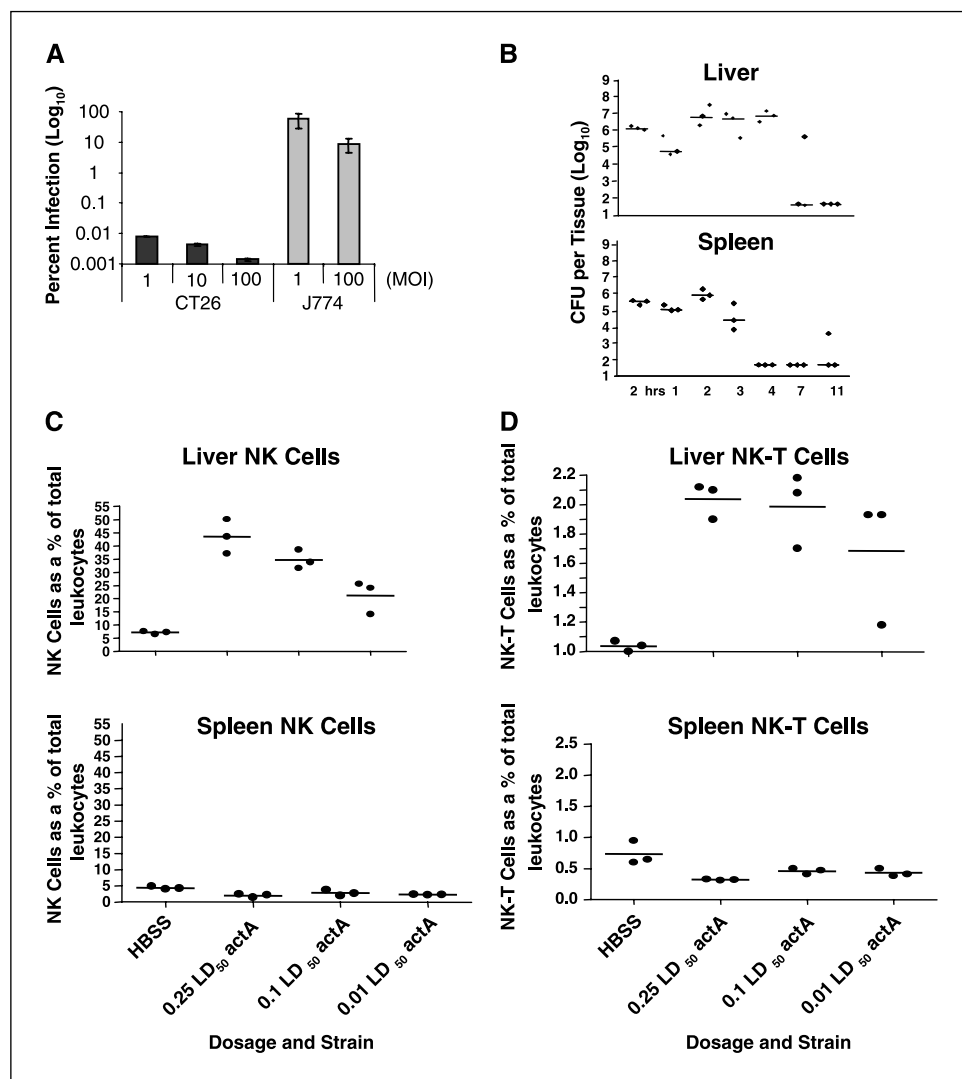 A
Percent Infection (Log10)
100
10
1
0.1
0.01
0.001
1 10 100 1 100 (MOI)
CT26 J774
B
Liver
CFU per Tissue (Log10)
9
8
7
6
5
4
3
2
1
Spleen
9
8
7
6
5
4
3
2
1
2 hrs 1 2 3 4 7 11
C
Liver NK Cells
NK Cells as a % of total
leukocytes
55
50
45
40
35
30
25
20
15
10
5
0
Spleen NK Cells
NK Cells as a % of total
leukocytes
55
50
45
40
35
30
25
20
15
10
5
0
HBSS
0.25 LD50 actA
0.1 LD50 actA
0.01 LD50 actA
Dosage and Strain
D
Liver NK-T Cells
NK-T Cells as a % of total
leukocytes
2.2
2.0
1.8
1.6
1.4
1.2
1.0
Spleen NK-T Cells
NK-T Cells as a % of total
leukocytes
2.5
2.0
1.5
1.0
0.5
0.0
HBSS
0.25 LD50 actA
0.1 LD50 actA
0.01 LD50 actA
Dosage and Strain